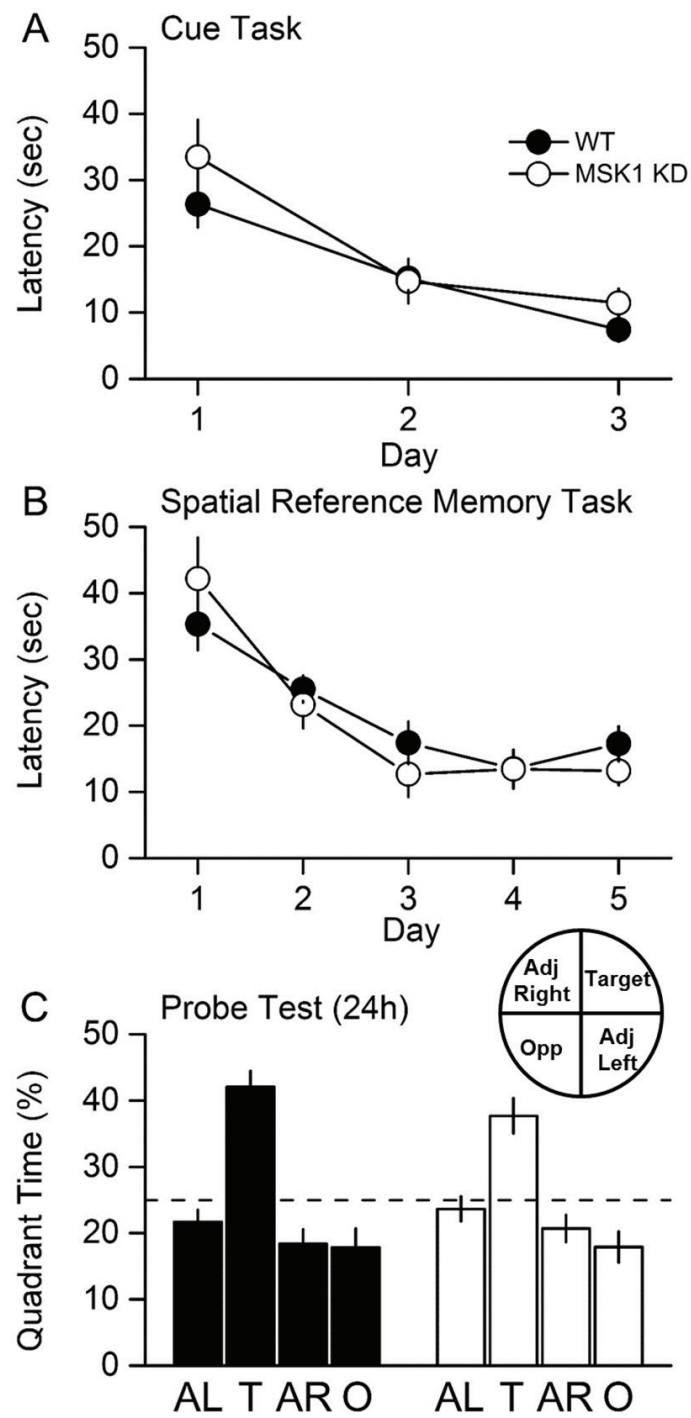 A Cue Task
50
40
30
20
10
0
Latency (sec)
WT
MSK1 KD
1 2 3
Day
B Spatial Reference Memory Task
50
40
30
20
10
0
Latency (sec)
1 2 3 4 5
Day
C Probe Test (24h)
Adj
Right
Target
Opp
Adj
Left
50
40
30
20
10
0
Quadrant Time (%)
AL T AR O AL T AR O